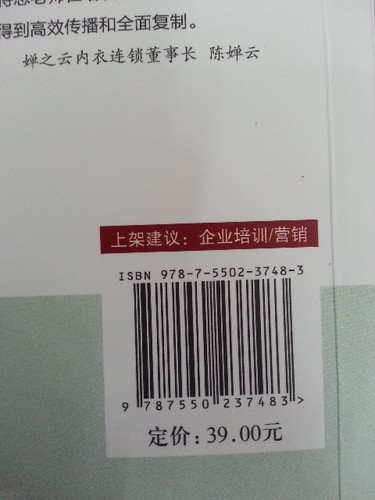 得到高效传播和全面复制。
婵之云内衣连锁董事长 陈婵云
上架建议：企业培训/营销
ISBN 978-7-5502-3748-3
9 787550 237483 >
定价：39.00元